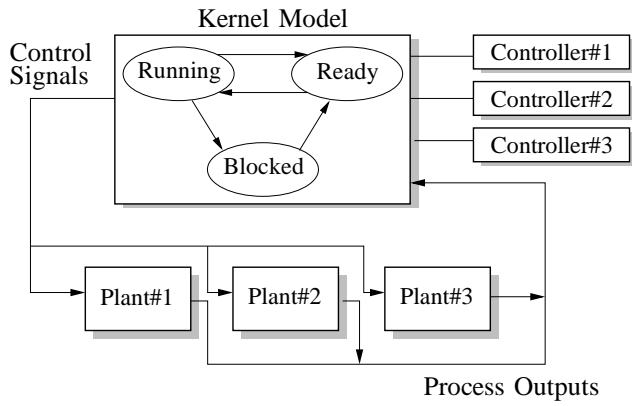 Kernel Model
Control
Signals
Running
Ready
Blocked
Controller#1
Controller#2
Controller#3
Plant#1
Plant#2
Plant#3
Process Outputs